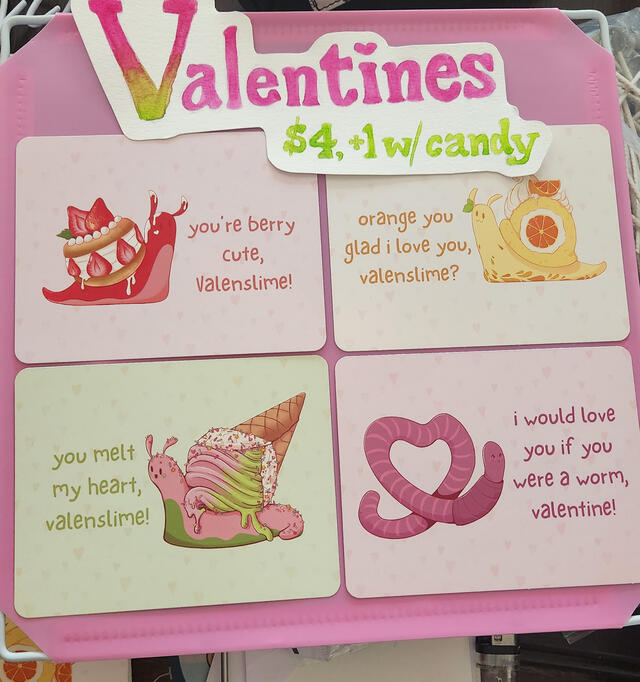 Valentines
$4, +1 w/ candy
you're berry
cute,
Valenslime!
orange you
glad i love you,
valenslime?
you melt
my heart,
valenslime!
i would love
you if you
were a worm,
valentine!